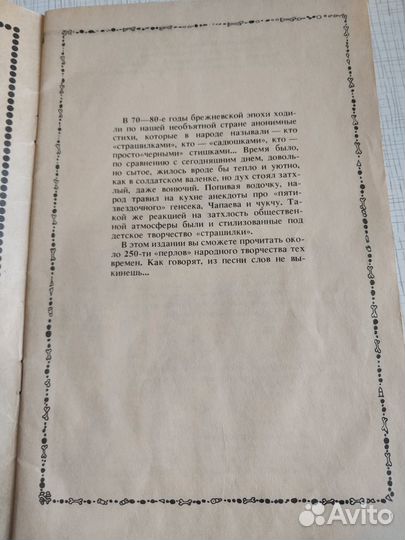 В 70—80-е годы брежневской эпохи ходи-
ли по нашей необъятной стране анонимные
стихи, которые в народе называли — кто
«страшилками», кто — «садюшками», кто —
просто«черными» стишками... Время было,
по сравнению с сегодняшним днем, доволь-
но сытое, жилось вроде бы тепло и уютно,
как в солдатском валенке, но дух стоял затх-
лый, даже вонючий. Попивая водочку, на-
род травил на кухне анекдоты про «пяти-
звездочного» генсека, Чапаева и чукчу. Та-
кой же реакцией на затхлость обществен-
ной атмосферы были и стилизованные под
детское творчество «страшилки».
В этом издании вы сможете прочитать око-
ло 250-ти «перлов» народного творчества тех
времен. Как говорят, из песни слов не вы-
кинешь...
Avito